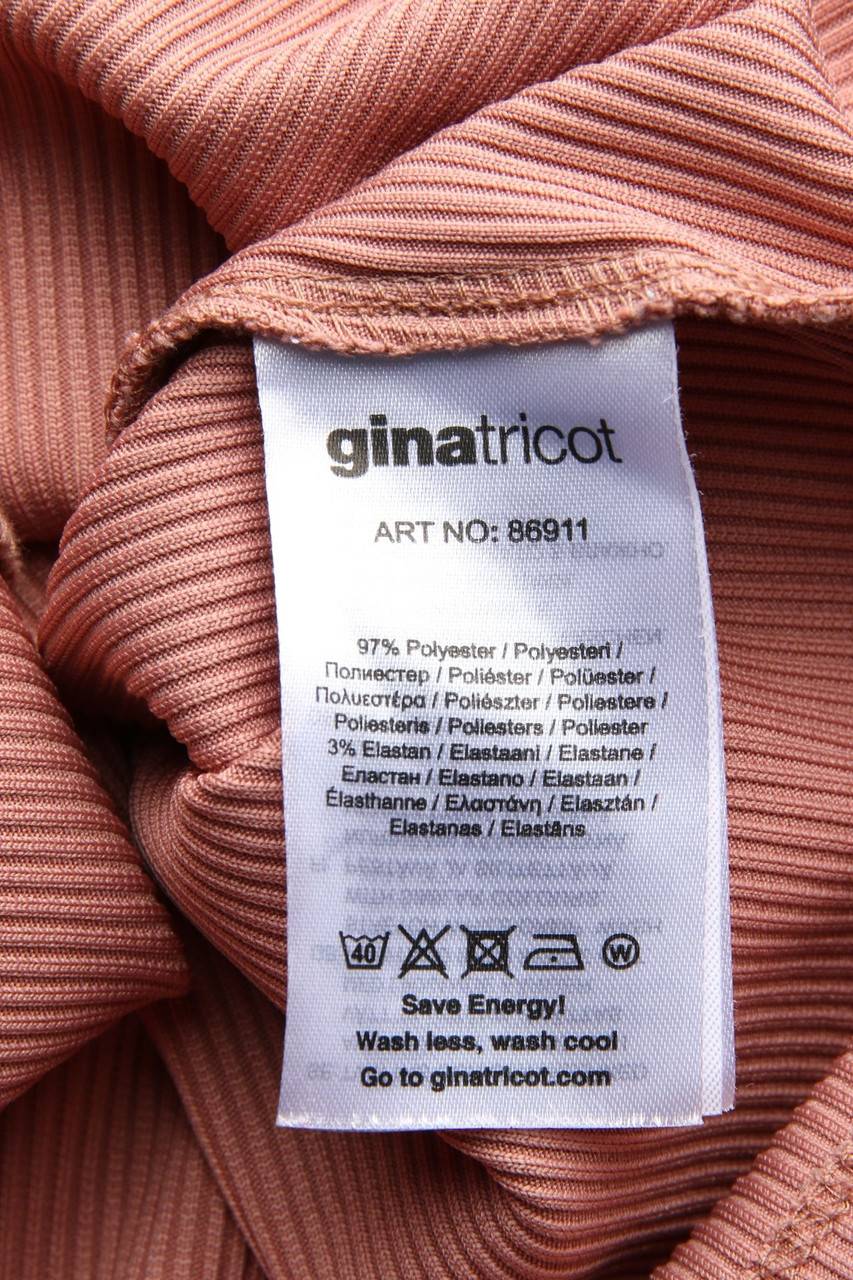 ginatricot
ART NO: 86911
97% Polyester / Polyesteri /
Полиестер / Poliéster / Polüester /
Πολυεστέρα / Poliészter / Poliestere /
Poliesteris / Poliesters / Poliester
3% Elastan / Elastaani / Elastane /
Еластан / Elastano / Elastaan /
Élasthanne / Ελαστάνη / Elasztán /
Elastanas / Elastāns
40 W
Save Energy!
Wash less, wash cool
Go to ginatricot.com